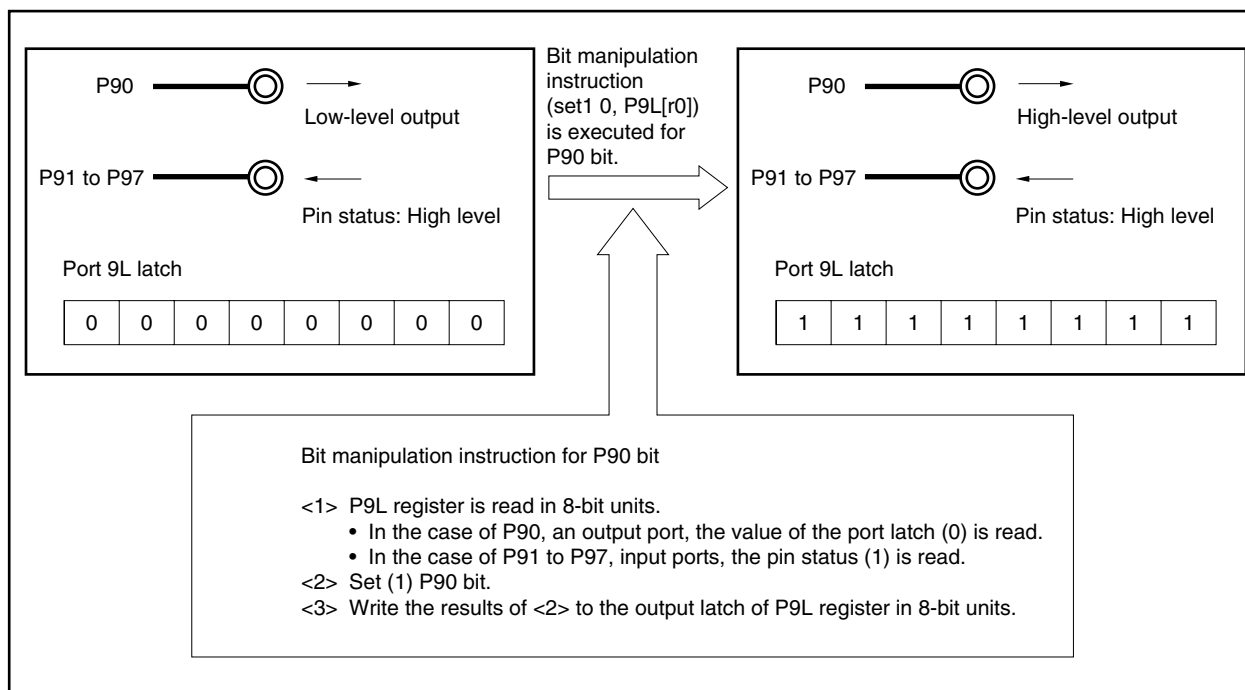 P90
Low-level output
P91 to P97
Pin status: High level
Port 9L latch
0 0 0 0 0 0 0 0
Bit manipulation
instruction
(set1 0, P9L[r0])
is executed for
P90 bit.
P90
High-level output
P91 to P97
Pin status: High level
Port 9L latch
1 1 1 1 1 1 1 1
Bit manipulation instruction for P90 bit
<1> P9L register is read in 8-bit units.
• In the case of P90, an output port, the value of the port latch (0) is read.
• In the case of P91 to P97, input ports, the pin status (1) is read.
<2> Set (1) P90 bit.
<3> Write the results of <2> to the output latch of P9L register in 8-bit units.